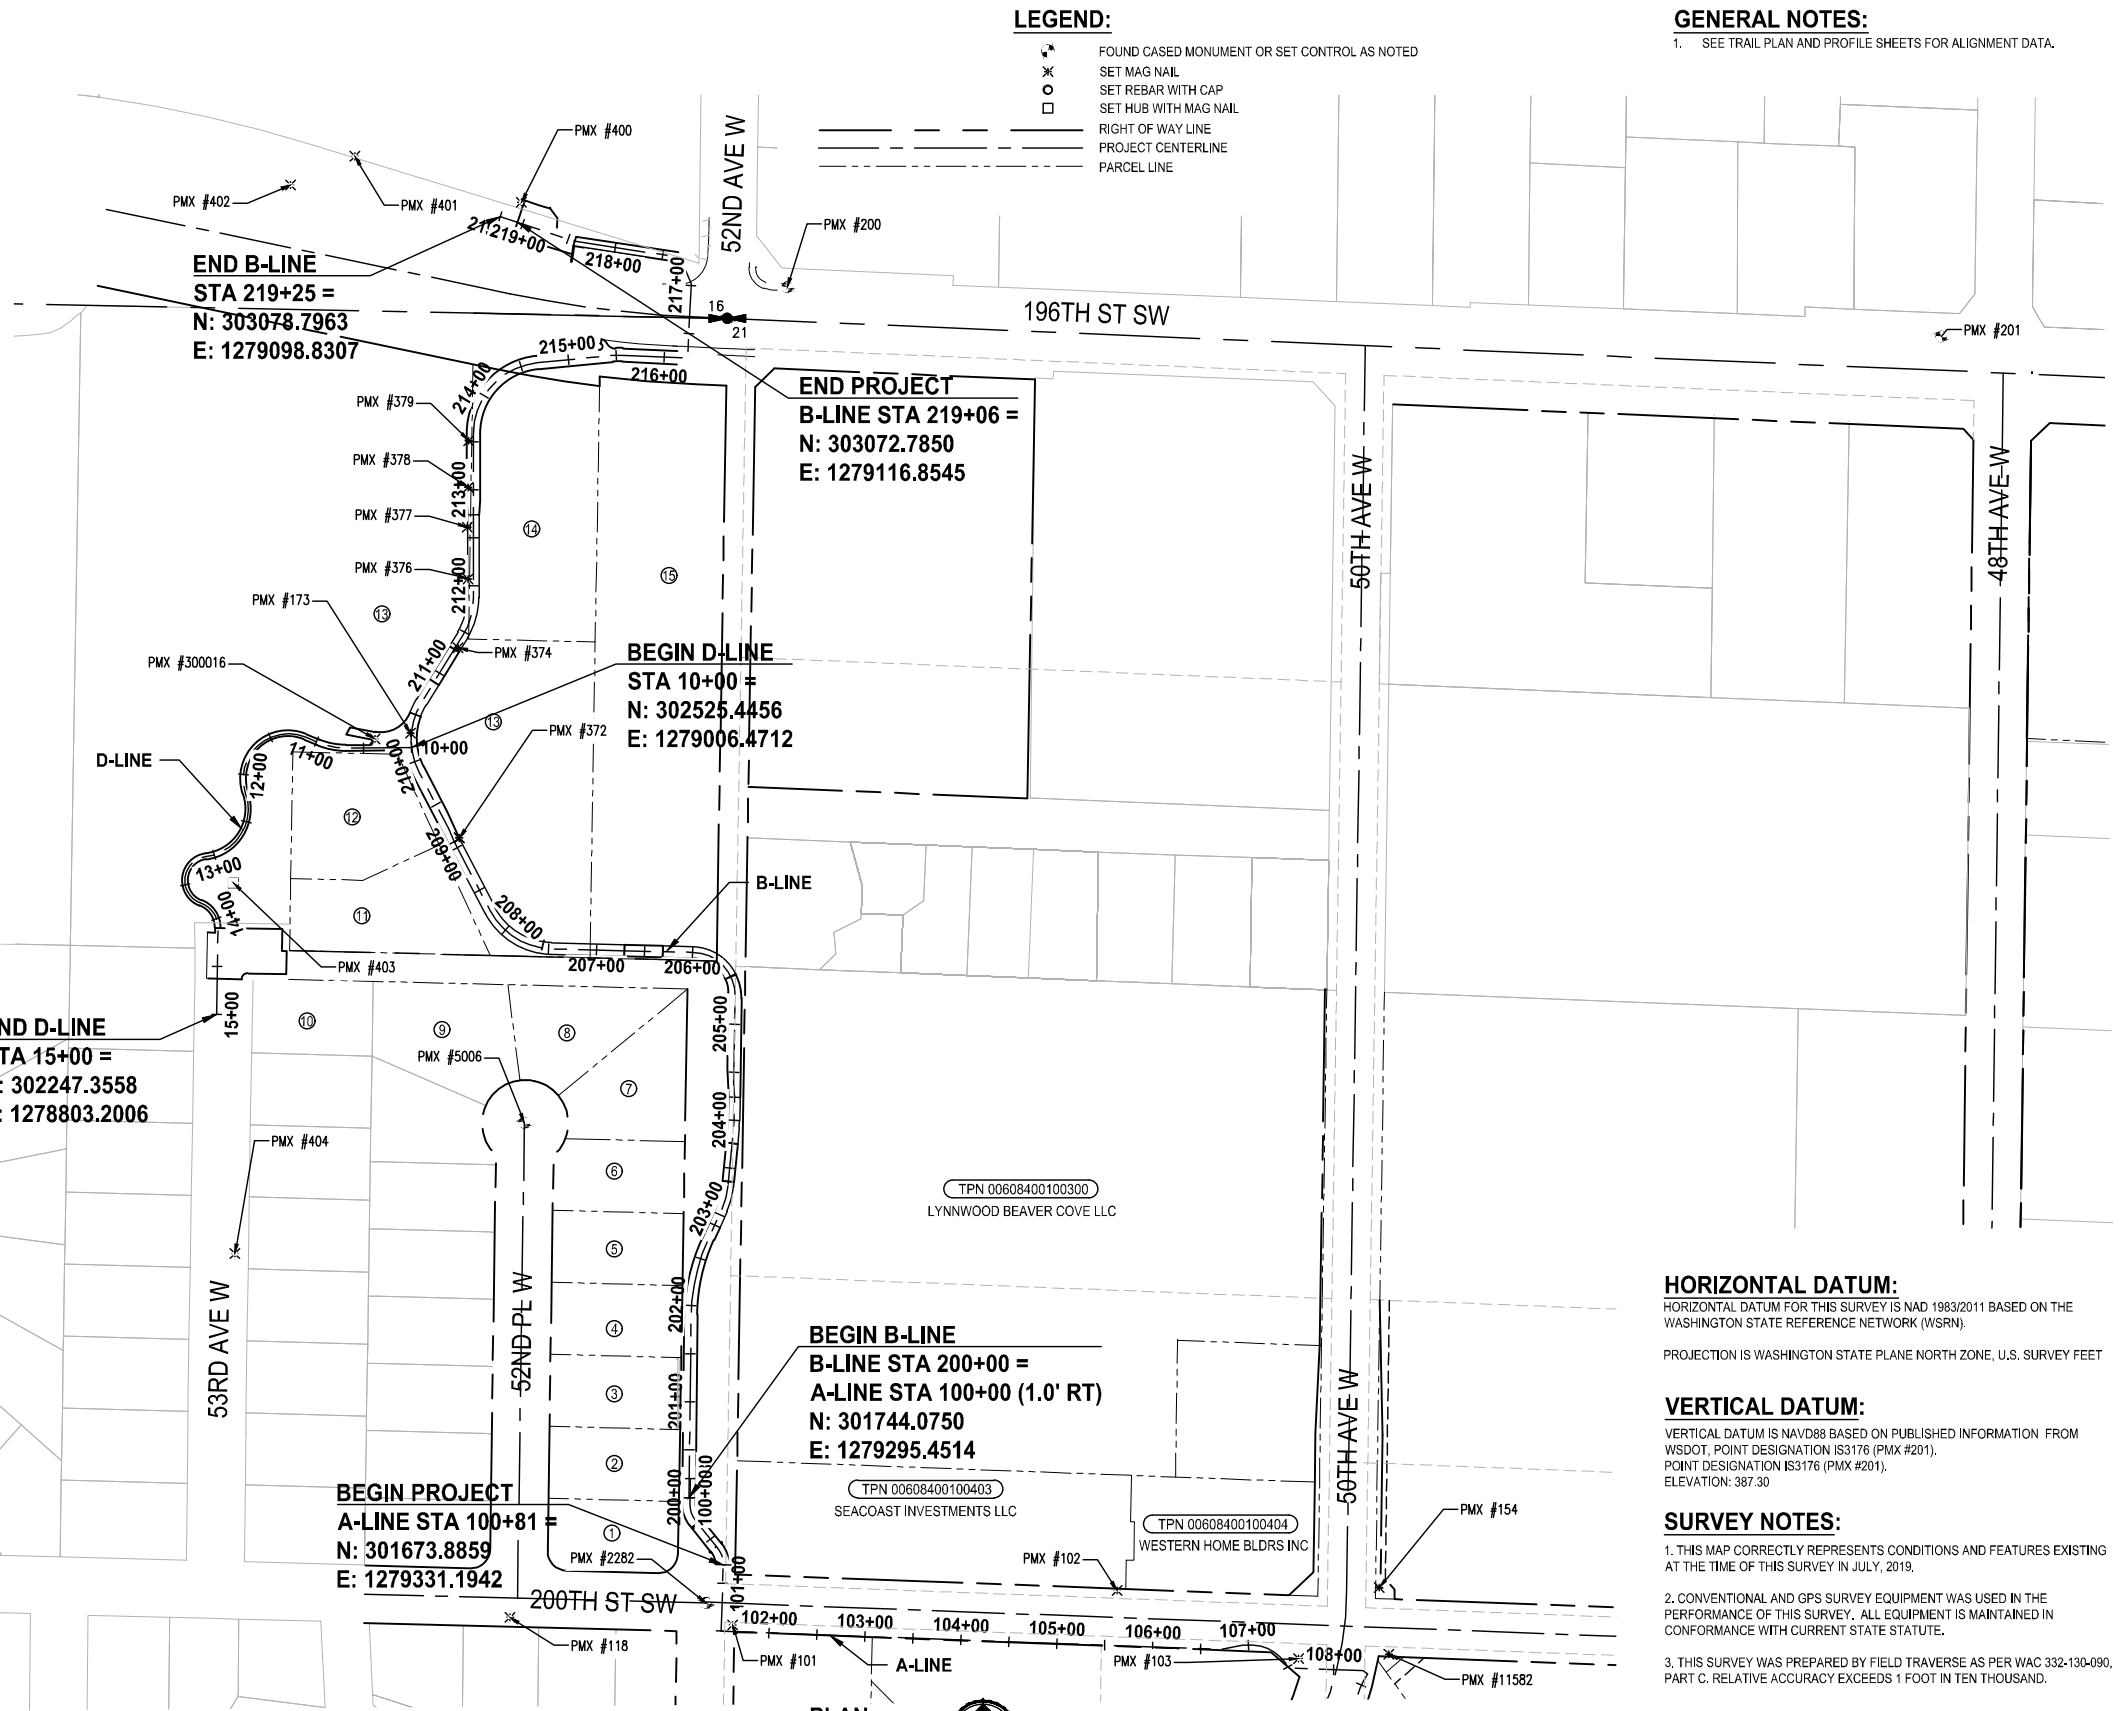 LEGEND:
FOUND CASED MONUMENT OR SET CONTROL AS NOTED
SET MAG NAIL
SET REBAR WITH CAP
SET HUB WITH MAG NAIL
RIGHT OF WAY LINE
PROJECT CENTERLINE
PARCEL LINE
GENERAL NOTES:
1. SEE TRAIL PLAN AND PROFILE SHEETS FOR ALIGNMENT DATA.
PMX #400
PMX #402
PMX #401
52ND AVE W
PMX #200
219+00
218+00
217+00
END B-LINE
STA 219+25 =
N: 303078.7963
E: 1279098.8307
16
21
196TH ST SW
PMX #201
215+00
214+00
216+00
END PROJECT
B-LINE STA 219+06 =
N: 303072.7850
E: 1279116.8545
PMX #379
PMX #378
213+00
PMX #377
14
PMX #376
212+00
15
50TH AVE W
48TH AVE W
PMX #173
13
PMX #300016
211+00
PMX #374
BEGIN D-LINE
STA 10+00 =
N: 302525.4456
E: 1279006.4712
13
PMX #372
10+00
210+00
11+00
D-LINE
12+00
12
209+00
13+00
B-LINE
14+00
11
208+00
PMX #403
207+00
206+00
ND D-LINE
TA 15+00 =
: 302247.3558
: 1278803.2006
15+00
10
9
8
205+00
PMX #5006
7
204+00
PMX #404
6
TPN 00608400100300
LYNNWOOD BEAVER COVE LLC
203+00
5
53RD AVE W
52ND PL W
202+00
4
BEGIN B-LINE
B-LINE STA 200+00 =
A-LINE STA 100+00 (1.0' RT)
N: 301744.0750
E: 1279295.4514
3
201+00
2
50TH AVE W
HORIZONTAL DATUM:
HORIZONTAL DATUM FOR THIS SURVEY IS NAD 1983/2011 BASED ON THE
WASHINGTON STATE REFERENCE NETWORK (WSRN).
PROJECTION IS WASHINGTON STATE PLANE NORTH ZONE, U.S. SURVEY FEET
VERTICAL DATUM:
VERTICAL DATUM IS NAVD88 BASED ON PUBLISHED INFORMATION FROM
WSDOT, POINT DESIGNATION IS3176 (PMX #201).
POINT DESIGNATION IS3176 (PMX #201).
ELEVATION: 387.30
BEGIN PROJECT
A-LINE STA 100+81 =
N: 301673.8859
E: 1279331.1942
200+00
1
TPN 00608400100403
SEACOAST INVESTMENTS LLC
TPN 00608400100404
WESTERN HOME BLDRS INC
PMX #154
PMX #2282
PMX #102
200TH ST SW
101+00
102+00
103+00
104+00
105+00
106+00
107+00
108+00
PMX #118
PMX #101
A-LINE
PMX #103
PMX #11582
SURVEY NOTES:
1. THIS MAP CORRECTLY REPRESENTS CONDITIONS AND FEATURES EXISTING
AT THE TIME OF THIS SURVEY IN JULY, 2019.
2. CONVENTIONAL AND GPS SURVEY EQUIPMENT WAS USED IN THE
PERFORMANCE OF THIS SURVEY. ALL EQUIPMENT IS MAINTAINED IN
CONFORMANCE WITH CURRENT STATE STATUTE.
3. THIS SURVEY WAS PREPARED BY FIELD TRAVERSE AS PER WAC 332-130-090,
PART C. RELATIVE ACCURACY EXCEEDS 1 FOOT IN TEN THOUSAND.